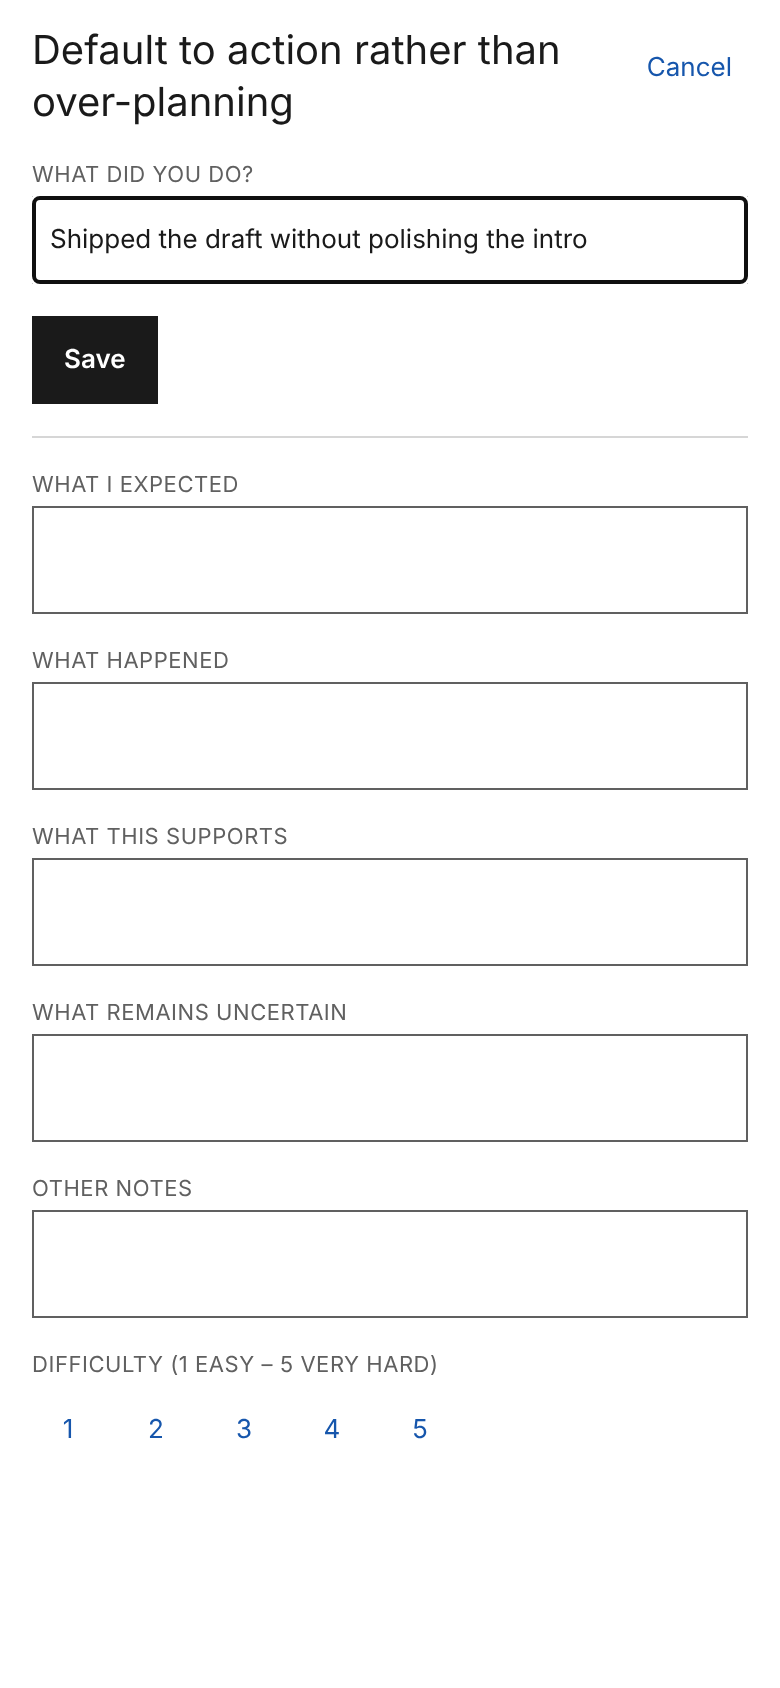 Default to action rather than
over-planning
Cancel
WHAT DID YOU DO?
Shipped the draft without polishing the intro
Save
WHAT I EXPECTED
WHAT HAPPENED
WHAT THIS SUPPORTS
WHAT REMAINS UNCERTAIN
OTHER NOTES
DIFFICULTY (1 EASY – 5 VERY HARD)
1 2 3 4 5